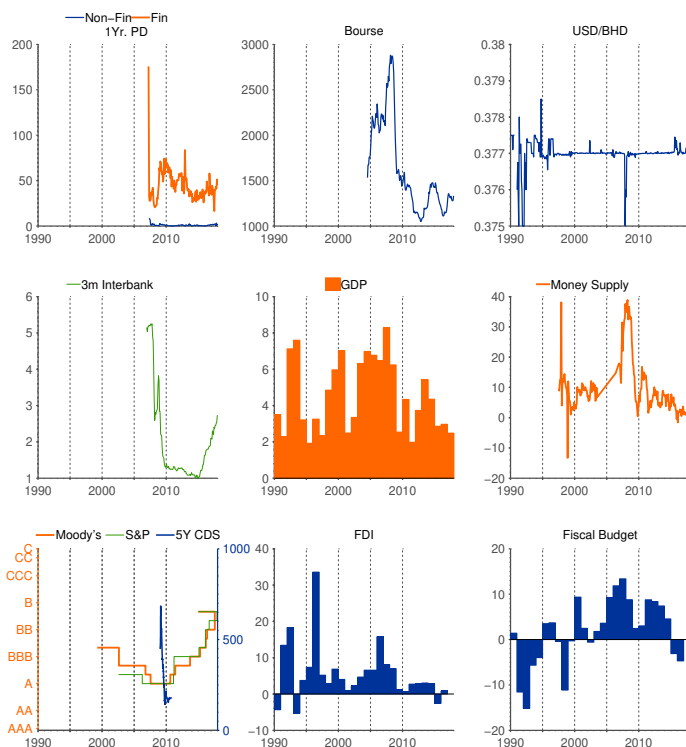 Non-Fin Fin
1Yr. PD
200
150
100
50
0
1990 2000 2010
Bourse
3000
2500
2000
1500
1000
1990 2000 2010
USD/BHD
0.38
0.379
0.378
0.377
0.376
0.375
1990 2000 2010
3m Interbank
6
5
4
3
2
1
1990 2000 2010
GDP
10
8
6
4
2
0
1990 2000 2010
Money Supply
40
30
20
10
0
−10
−20
1990 2000 2010
Moody's S&P 5Y CDS
C
CC
CCC
B
BB
BBB
A
AA
AAA
1000
500
0
1990 2000 2010
FDI
40
30
20
10
0
−10
1990 2000 2010
Fiscal Budget
20
10
0
−10
−20
1990 2000 2010